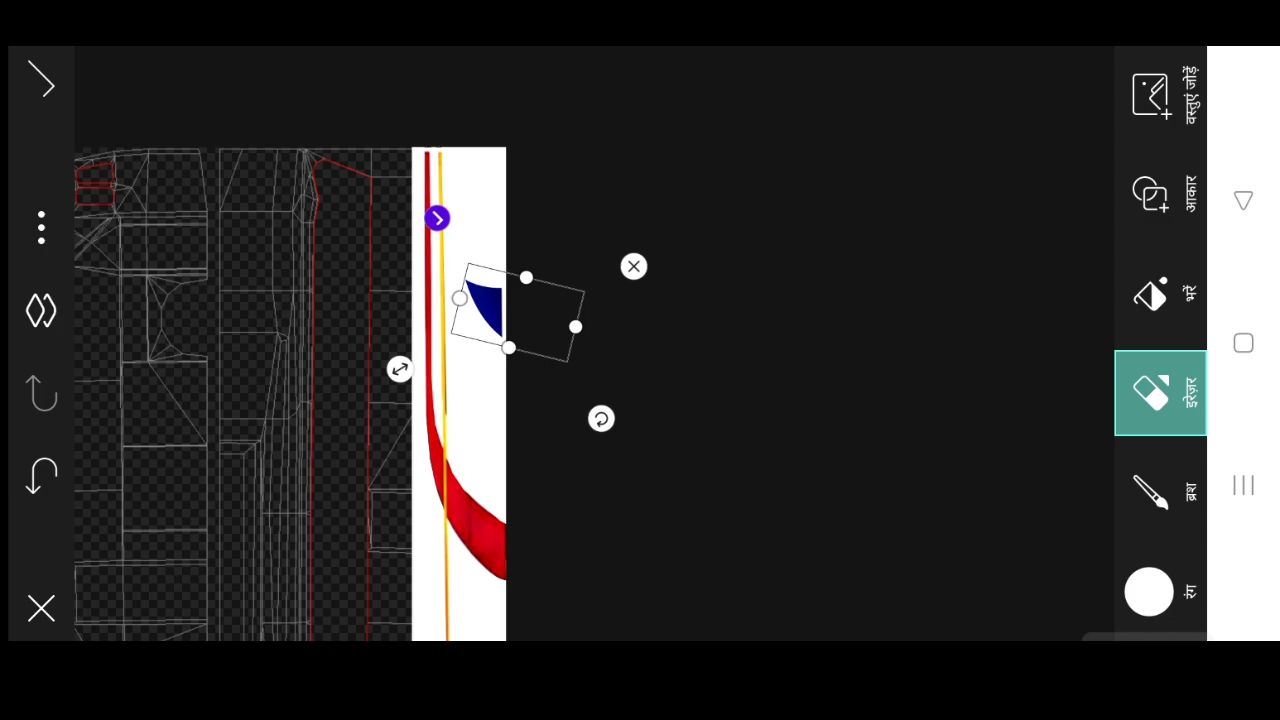 वस्तुएं जोड़ें
आकार
भरें
इरेज़र
ब्रश
रंग